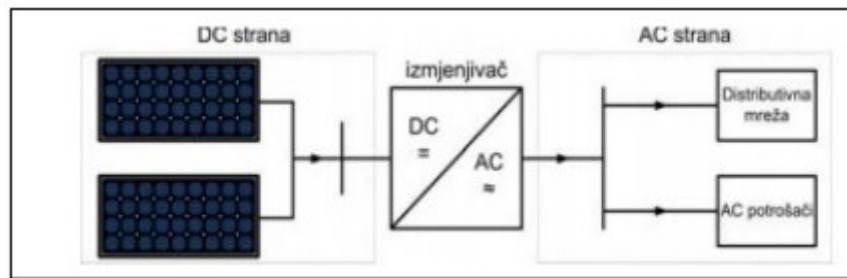 DC strana
AC strana
izmjenjivač
DC
=
AC
≈
Distributivna
mreža
AC potrošači